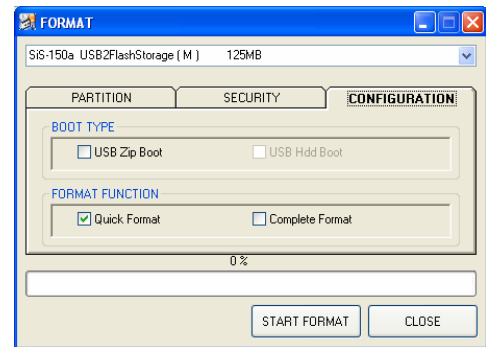 FORMAT
SiS-150a USB2FlashStorage ( M ) 125MB
PARTITION SECURITY CONFIGURATION
BOOT TYPE
USB Zip Boot USB Hdd Boot
FORMAT FUNCTION
Quick Format Complete Format
0 %
START FORMAT CLOSE